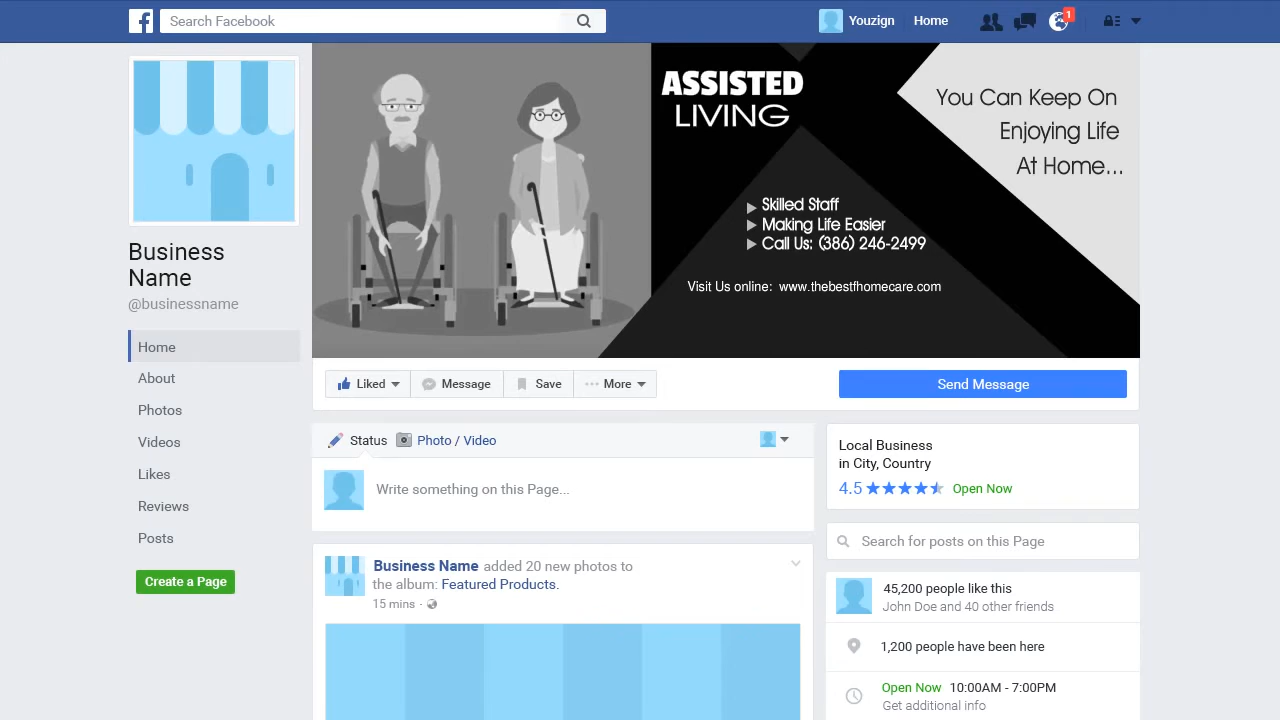 f Search Facebook
Youzign Home 1
ASSISTED
LIVING
You Can Keep On
Enjoying Life
At Home...
Skilled Staff
Making Life Easier
Call Us: (386) 246-2499
Visit Us online: www.thebestfhomecare.com
Business
Name
@businessname
Home
About
Photos
Videos
Likes
Reviews
Posts
Create a Page
Liked Message Save More
Send Message
Status Photo / Video
Write something on this Page...
Business Name added 20 new photos to
the album: Featured Products.
15 mins ·
Local Business
in City, Country
4.5 Open Now
Search for posts on this Page
45,200 people like this
John Doe and 40 other friends
1,200 people have been here
Open Now 10:00AM - 7:00PM
Get additional info